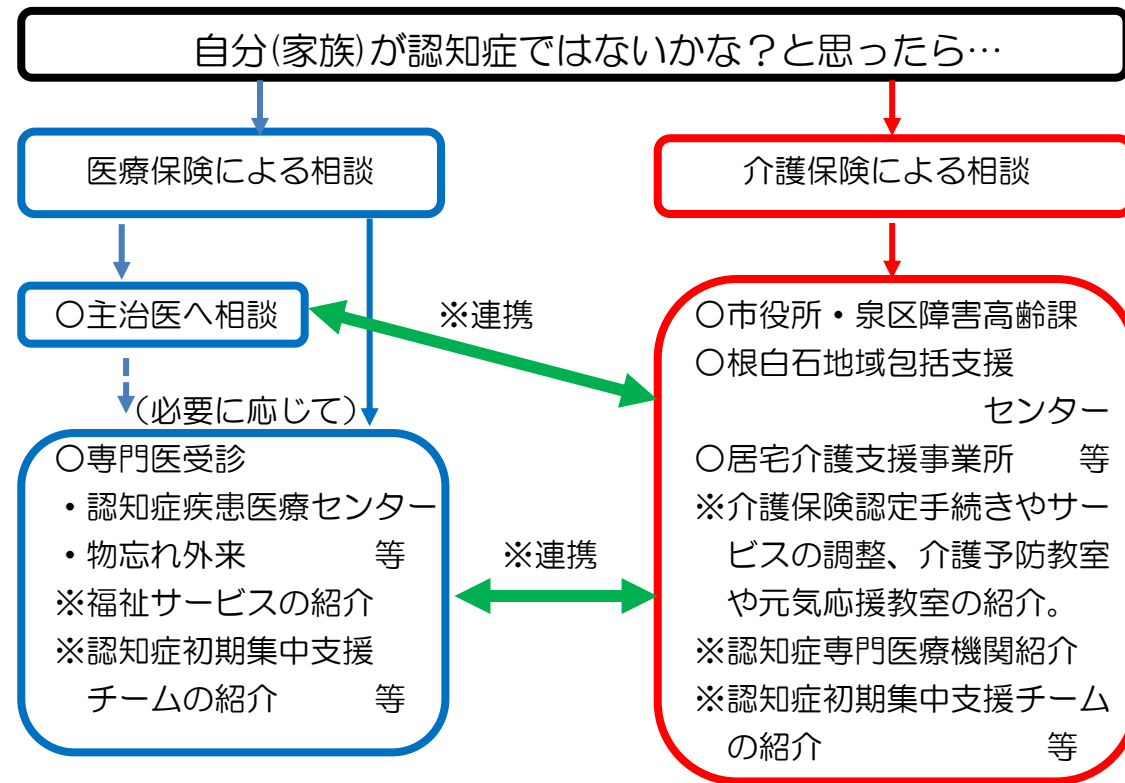 自分(家族)が認知症ではないかな？と思ったら…
医療保険による相談
介護保険による相談
〇主治医へ相談
※連携
（必要に応じて）
〇専門医受診
・認知症疾患医療センター
・物忘れ外来　　　　等
※福祉サービスの紹介
※認知症初期集中支援
チームの紹介　　　等
※連携
〇市役所・泉区障害高齢課
〇根白石地域包括支援
センター
〇居宅介護支援事業所　　等
※介護保険認定手続きやサー
ビスの調整、介護予防教室
や元気応援教室の紹介。
※認知症専門医療機関紹介
※認知症初期集中支援チーム
の紹介　　　　　　　等